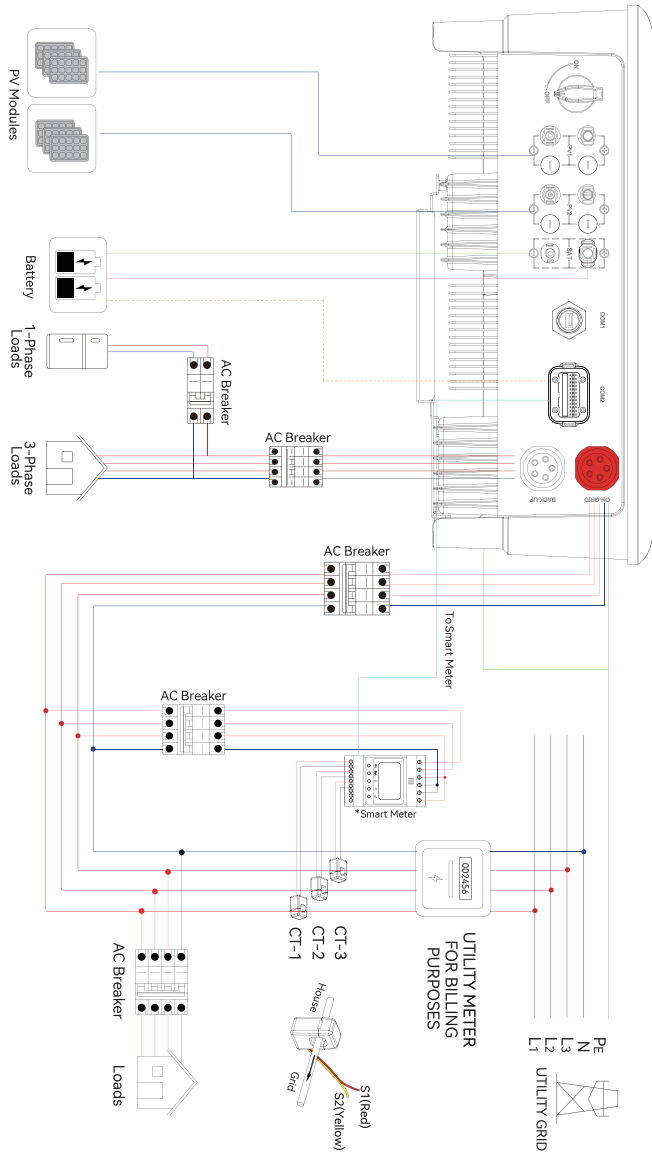 ON
OFF
PV1
PV2
BAT
COM1
COM2
BACK-UP
ON-GRID
PV Modules
Battery
1-Phase
Loads
3-Phase
Loads
AC Breaker
AC Breaker
AC Breaker
To Smart Meter
AC Breaker
*Smart Meter
002456
UTILITY METER
FOR BILLING
PURPOSES
CT-3
CT-2
CT-1
AC Breaker
Loads
House
Grid
S1(Red)
S2(Yellow)
PE
N
L3
L2
L1
UTILITY GRID